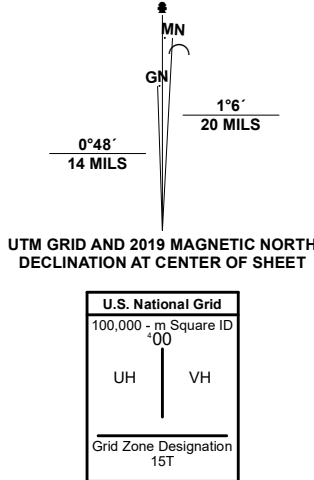 MN
GN
1°6´
20 MILS
0°48´
14 MILS
UTM GRID AND 2019 MAGNETIC NORTH
DECLINATION AT CENTER OF SHEET
U.S. National Grid
100,000 - m Square ID
⁴00
UH VH
Grid Zone Designation
15T